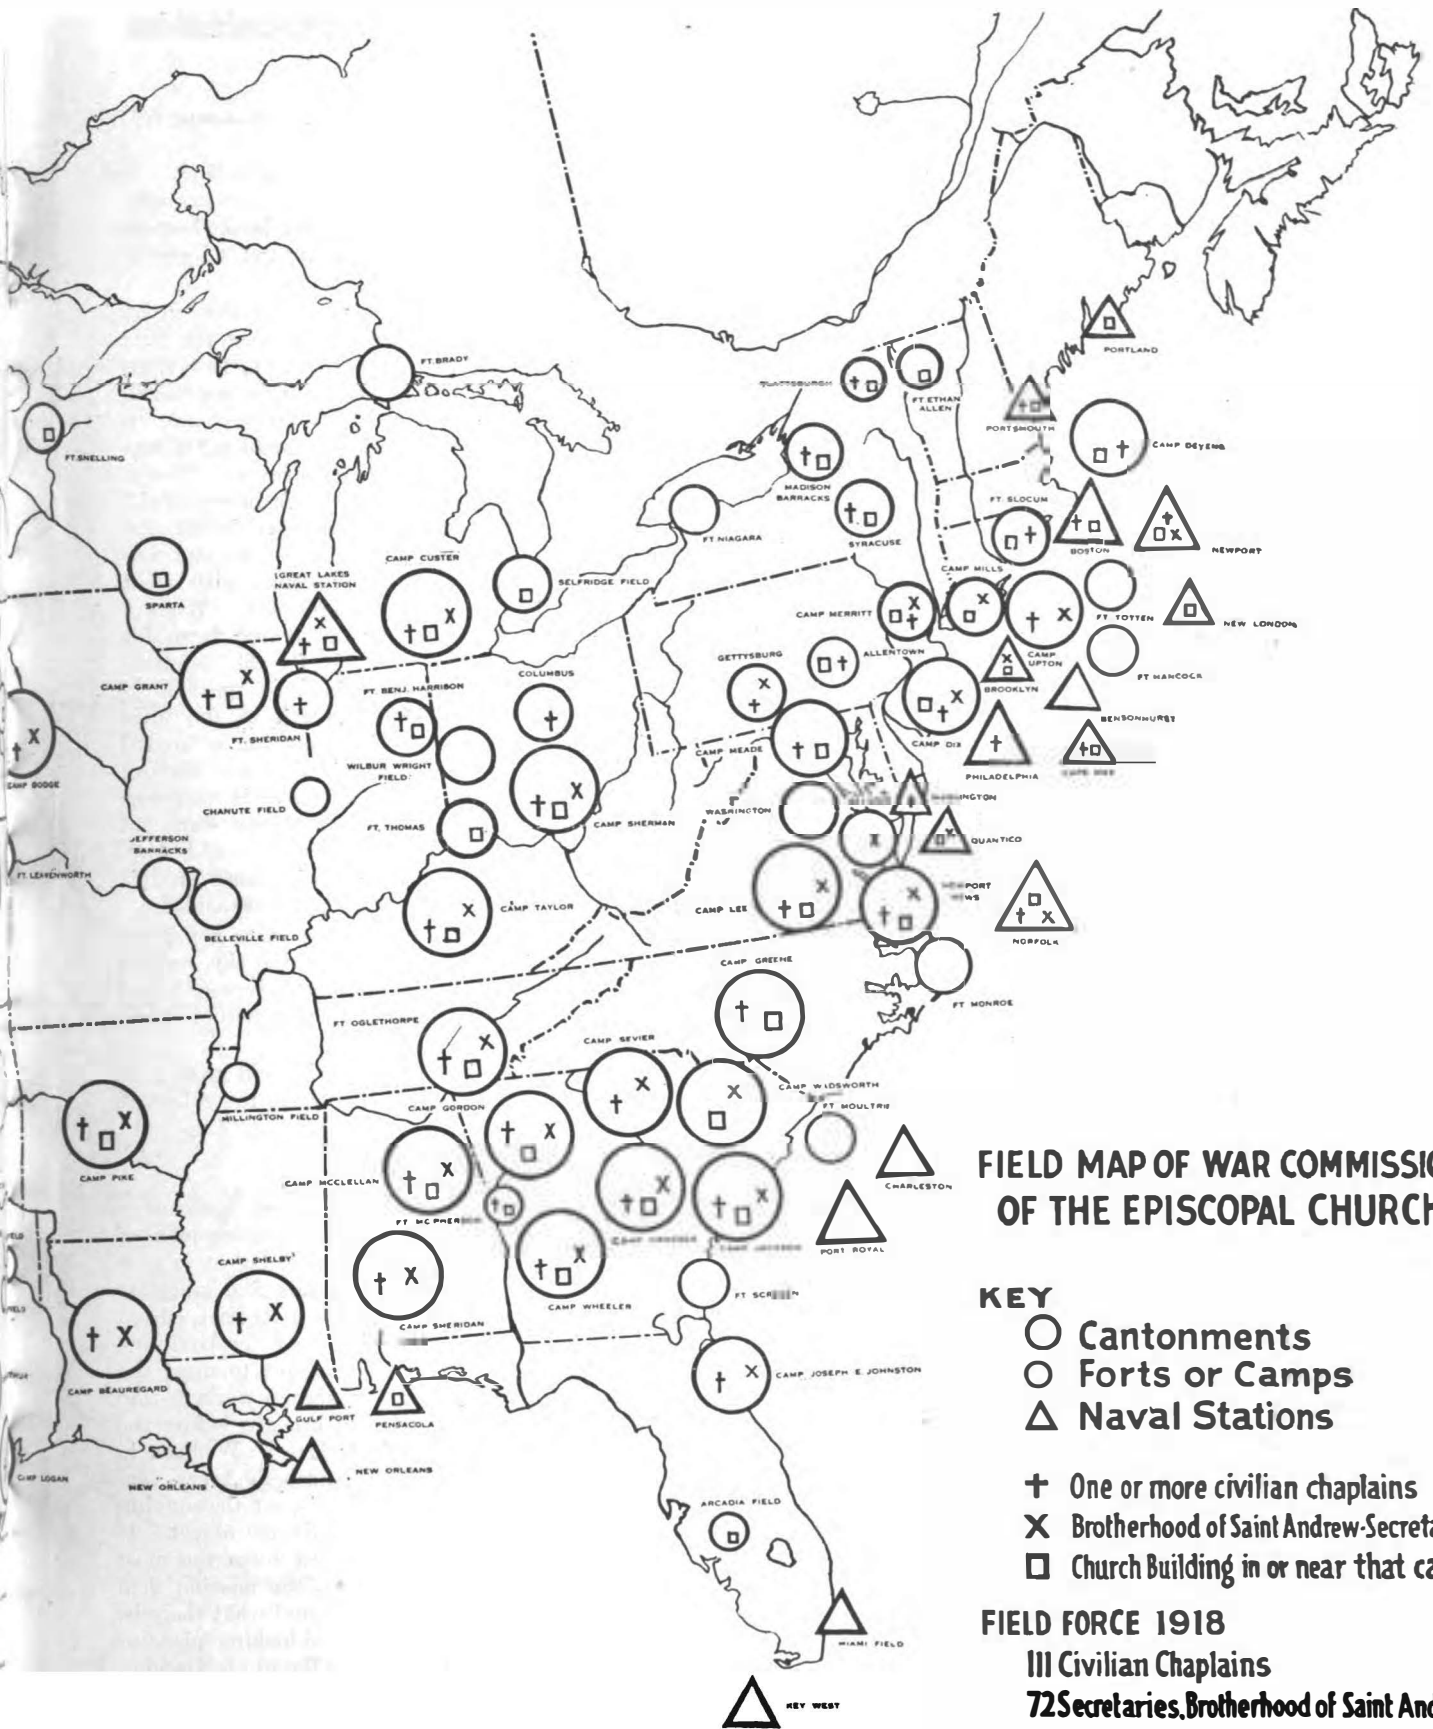 FT. BRADY
PORTLAND
FT ETHAN
ALLEN
PORTSMOUTH
FT. SNELLING
CAMP DEVENS
MADISON
BARRACKS
FT. SLOCUM
FT NIAGARA
SYRACUSE
BOSTON
NEWPORT
CAMP CUSTER
GREAT LAKES
NAVAL STATION
SELFRIDGE FIELD
CAMP MILLS
SPARTA
CAMP MERRITT
FT TOTTEN
NEW LONDON
ALLENTOWN
GETTYSBURG
CAMP
UPTON
CAMP GRANT
FT. BENJ. HARRISON
COLUMBUS
BROOKLYN
FT HANCOCK
FT. SHERIDAN
BENSONHURST
CAMP MEADE
CAMP DIX
WILBUR WRIGHT
FIELD
PHILADELPHIA
CAMP DODGE
CHANUTE FIELD
WASHINGTON
FT. THOMAS
CAMP SHERMAN
QUANTICO
JEFFERSON
BARRACKS
FT. LEAVENWORTH
CAMP TAYLOR
CAMP LEE
NORFOLK
BELLEVILLE FIELD
CAMP GREENE
FT MONROE
FT OGLETHORPE
CAMP SEVIER
CAMP WADSWORTH
MILLINGTON FIELD
CAMP GORDON
FT MOULTRIE
CAMP PIKE
CAMP MCCLELLAN
CHARLESTON
FT MCPHERSON
PORT ROYAL
CAMP SHELBY
CAMP WHEELER
CAMP SHERIDAN
CAMP BEAUREGARD
CAMP JOSEPH E. JOHNSTON
GULF PORT
PENSACOLA
CAMP LOGAN
NEW ORLEANS
NEW ORLEANS
ARCADIA FIELD
MIAMI FIELD
KEY WEST
FIELD MAP OF WAR COMMISSI
OF THE EPISCOPAL CHURCH
KEY
Cantonments
Forts or Camps
Naval Stations
One or more civilian chaplains
Brotherhood of Saint Andrew-Secreta
Church Building in or near that ca
FIELD FORCE 1918
111 Civilian Chaplains
72 Secretaries, Brotherhood of Saint And